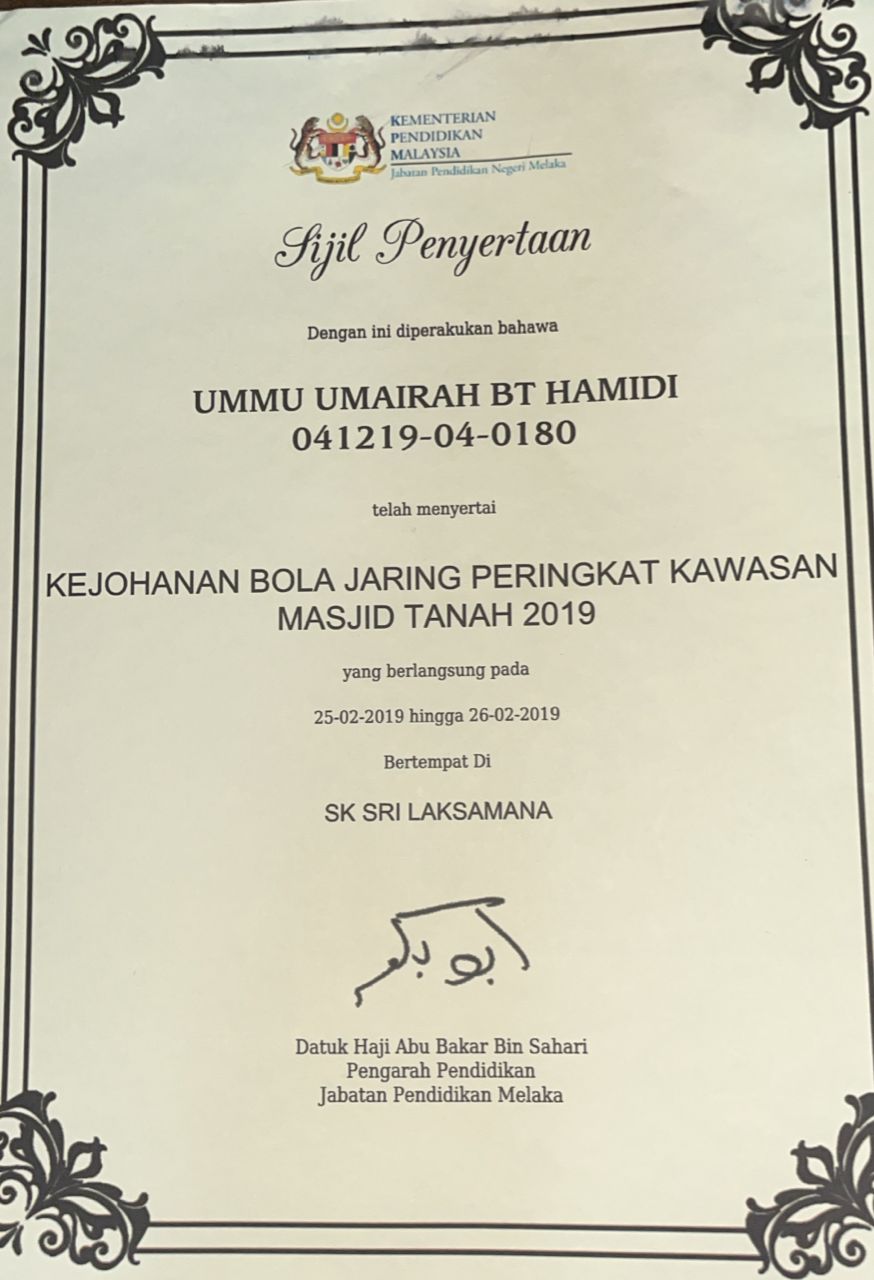 KEMENTERIAN
PENDIDIKAN
MALAYSIA
Jabatan Pendidikan Negeri Melaka
Sijil Penyertaan
Dengan ini diperakukan bahawa
UMMU UMAIRAH BT HAMIDI
041219-04-0180
telah menyertai
KEJOHANAN BOLA JARING PERINGKAT KAWASAN
MASJID TANAH 2019
yang berlangsung pada
25-02-2019 hingga 26-02-2019
Bertempat Di
SK SRI LAKSAMANA
ابو بكر
Datuk Haji Abu Bakar Bin Sahari
Pengarah Pendidikan
Jabatan Pendidikan Melaka